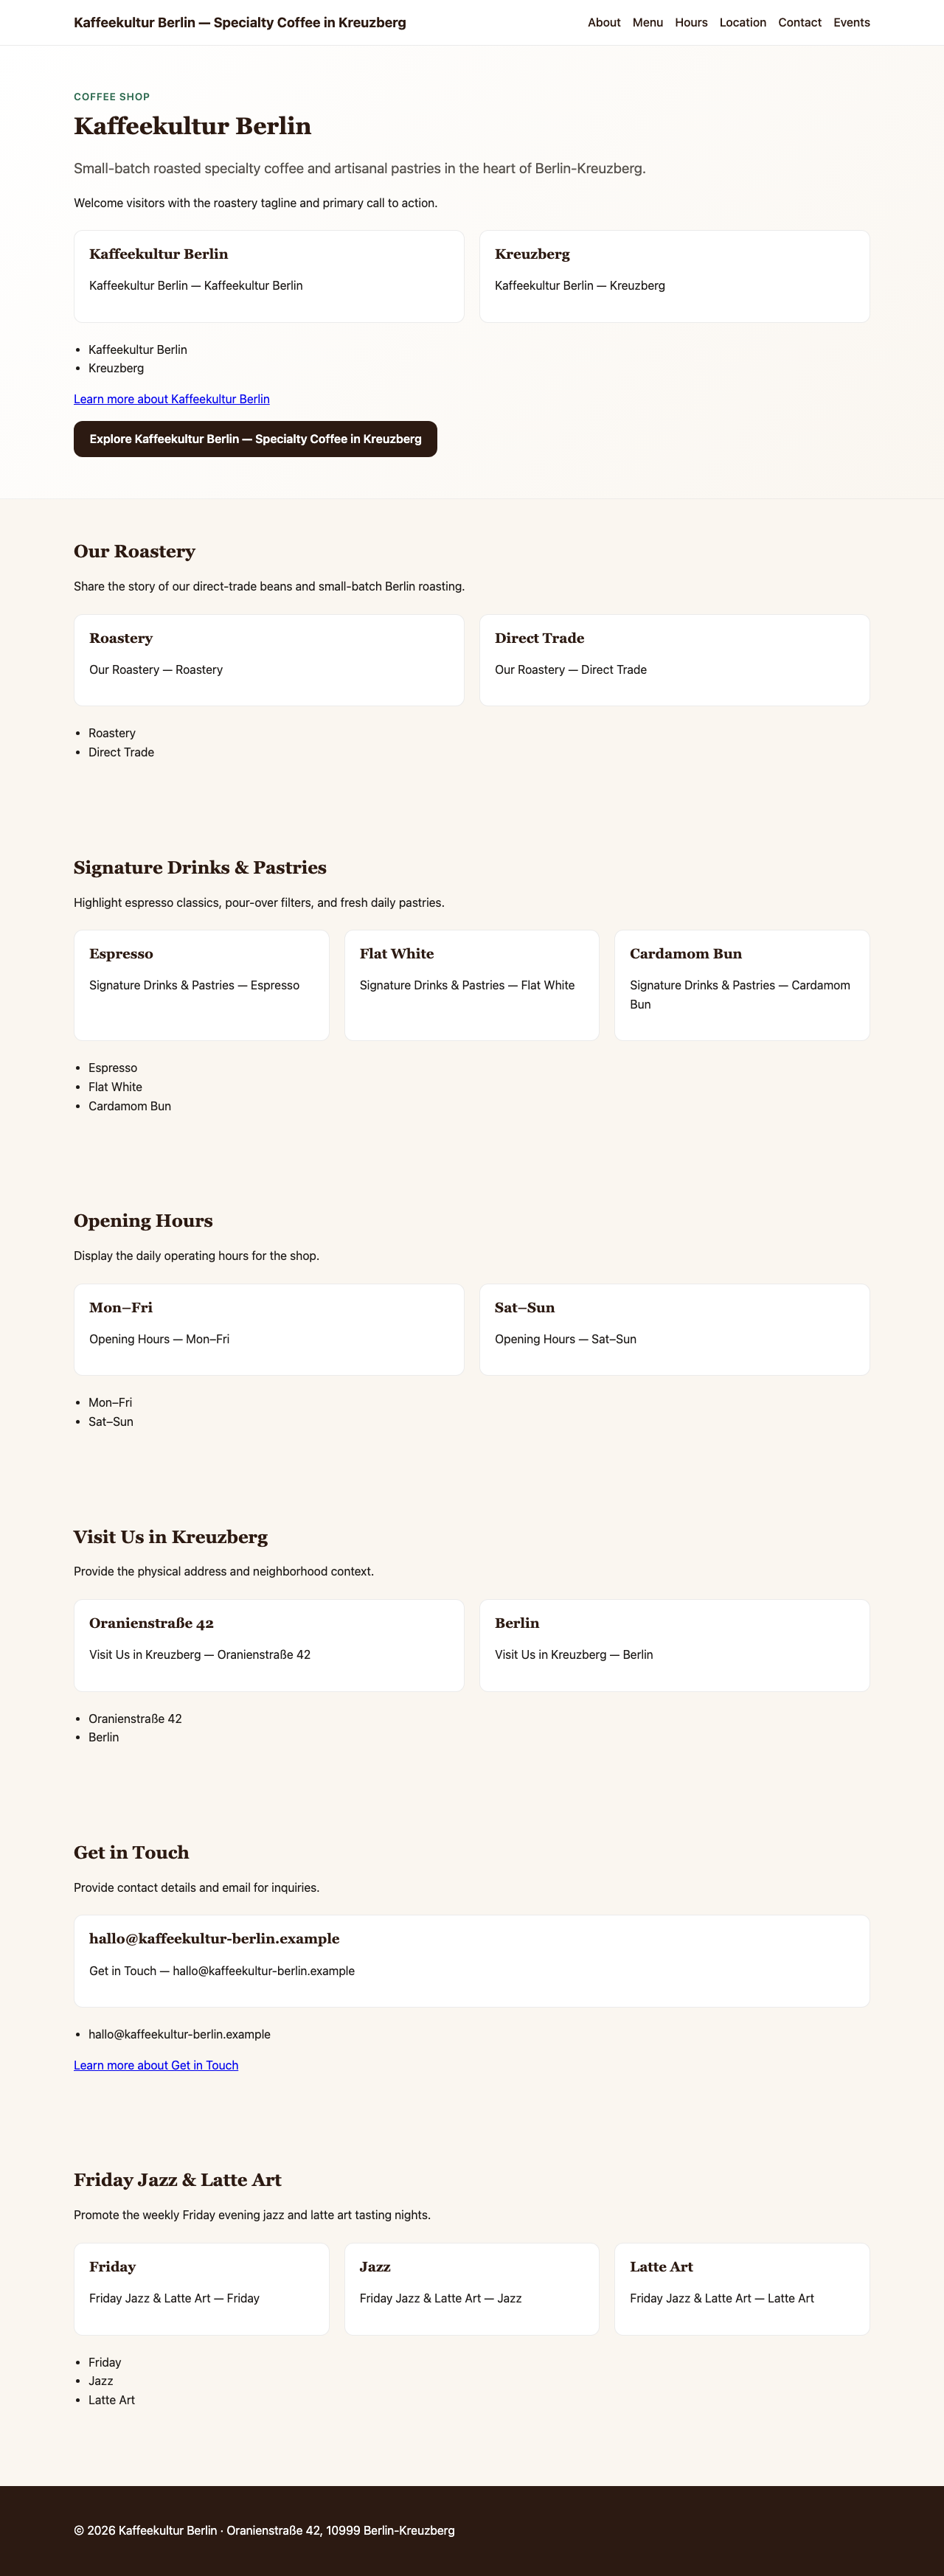 Kaffeekultur Berlin — Specialty Coffee in Kreuzberg
About Menu Hours Location Contact Events
COFFEE SHOP
Kaffeekultur Berlin
Small-batch roasted specialty coffee and artisanal pastries in the heart of Berlin-Kreuzberg.
Welcome visitors with the roastery tagline and primary call to action.
Kaffeekultur Berlin
Kaffeekultur Berlin — Kaffeekultur Berlin
Kreuzberg
Kaffeekultur Berlin — Kreuzberg
• Kaffeekultur Berlin
• Kreuzberg
Learn more about Kaffeekultur Berlin
Explore Kaffeekultur Berlin — Specialty Coffee in Kreuzberg
Our Roastery
Share the story of our direct-trade beans and small-batch Berlin roasting.
Roastery
Our Roastery — Roastery
Direct Trade
Our Roastery — Direct Trade
• Roastery
• Direct Trade
Signature Drinks & Pastries
Highlight espresso classics, pour-over filters, and fresh daily pastries.
Espresso
Signature Drinks & Pastries — Espresso
Flat White
Signature Drinks & Pastries — Flat White
Cardamom Bun
Signature Drinks & Pastries — Cardamom
Bun
• Espresso
• Flat White
• Cardamom Bun
Opening Hours
Display the daily operating hours for the shop.
Mon–Fri
Opening Hours — Mon–Fri
Sat–Sun
Opening Hours — Sat–Sun
• Mon–Fri
• Sat–Sun
Visit Us in Kreuzberg
Provide the physical address and neighborhood context.
Oranienstraße 42
Visit Us in Kreuzberg — Oranienstraße 42
Berlin
Visit Us in Kreuzberg — Berlin
• Oranienstraße 42
• Berlin
Get in Touch
Provide contact details and email for inquiries.
hallo@kaffeekultur-berlin.example
Get in Touch — hallo@kaffeekultur-berlin.example
• hallo@kaffeekultur-berlin.example
Learn more about Get in Touch
Friday Jazz & Latte Art
Promote the weekly Friday evening jazz and latte art tasting nights.
Friday
Friday Jazz & Latte Art — Friday
Jazz
Friday Jazz & Latte Art — Jazz
Latte Art
Friday Jazz & Latte Art — Latte Art
• Friday
• Jazz
• Latte Art
© 2026 Kaffeekultur Berlin · Oranienstraße 42, 10999 Berlin-Kreuzberg